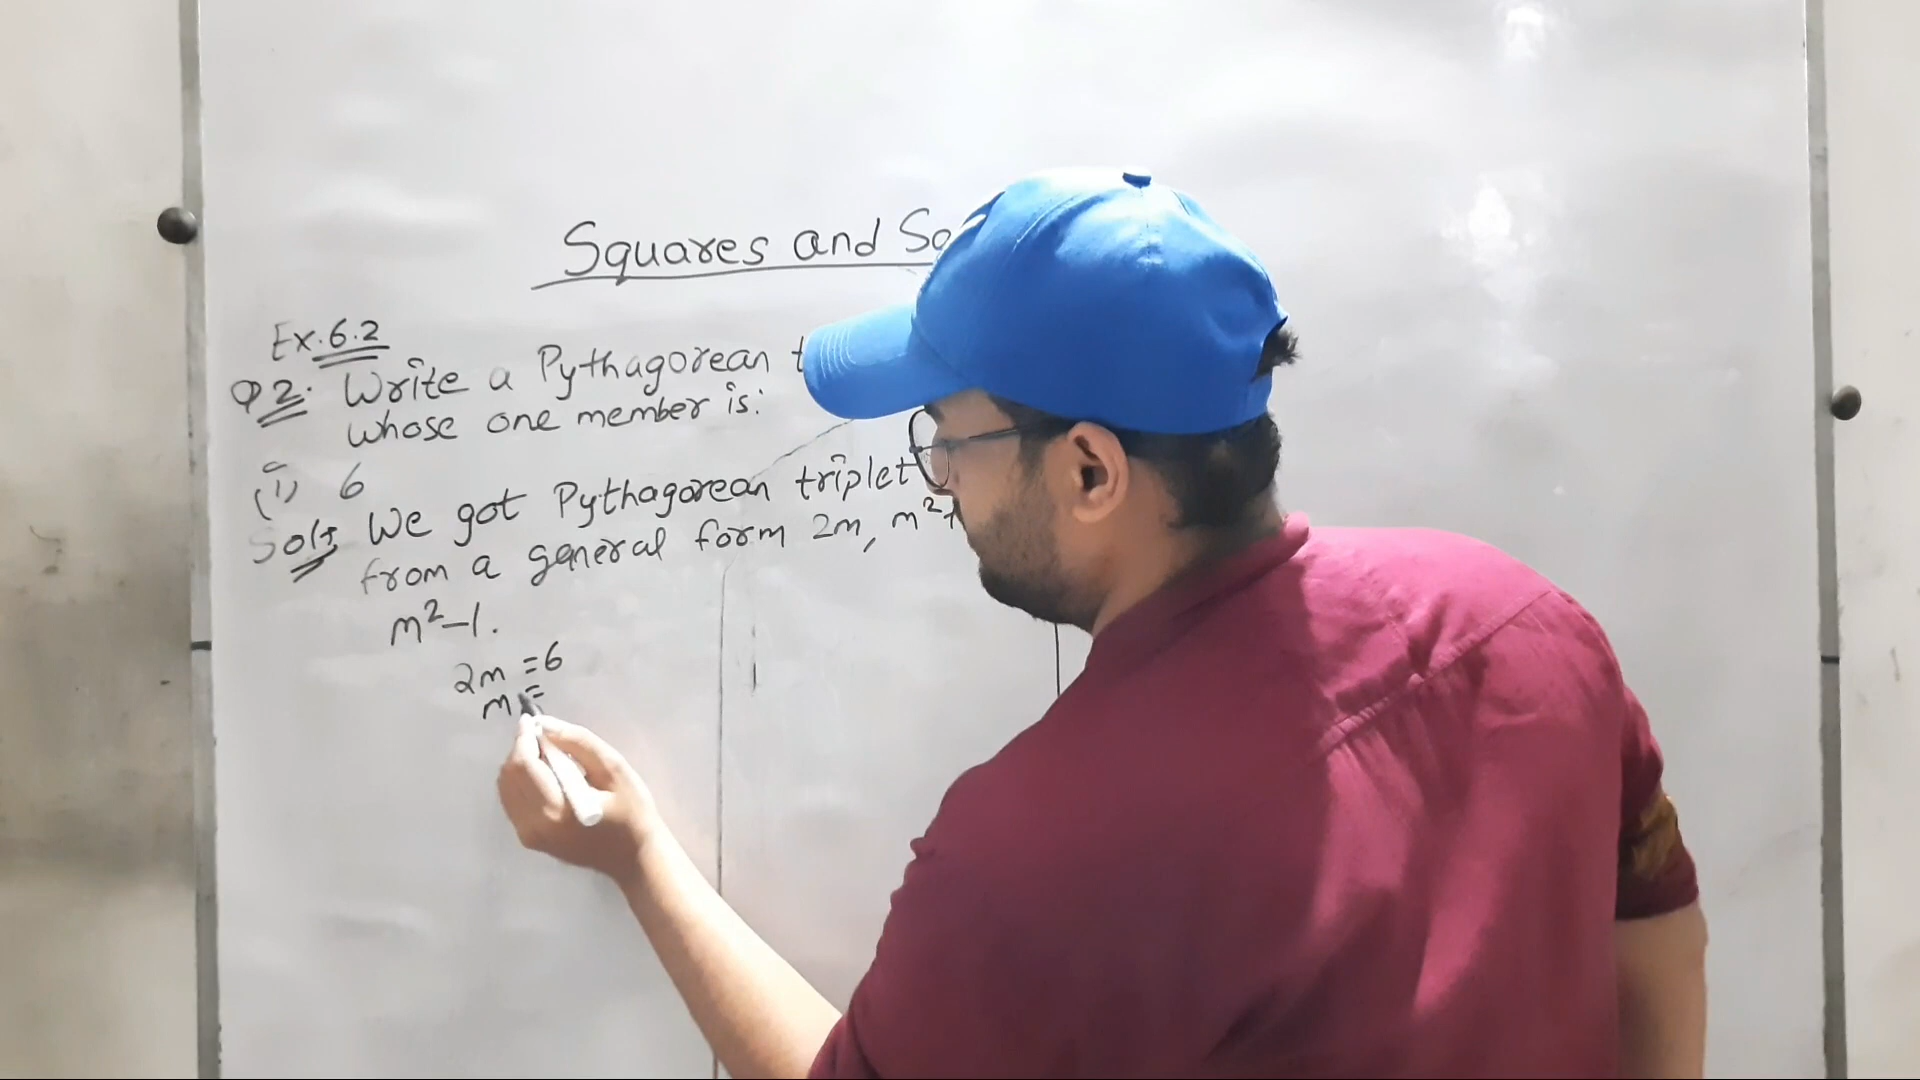 Squares and
Ex. 6.2
Q2. Write a Pythagorean
whose one member is:
(i) 6
Sol: We got Pythagorean triplet
from a general form 2m, m²+
m²-1.
2m = 6
m =